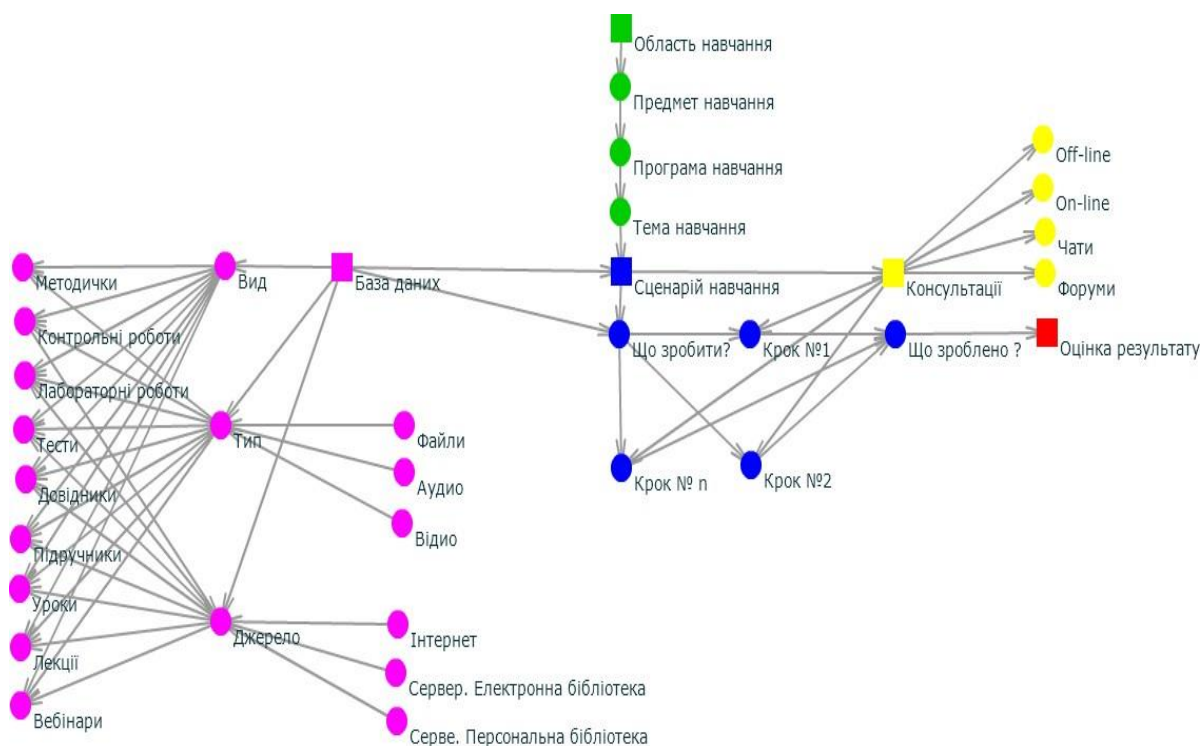 Область навчання
Предмет навчання
Програма навчання
Тема навчання
Off-line
On-line
Чати
Форуми
Методички
Вид
База даних
Сценарій навчання
Консультації
Контрольні роботи
Що зробити?
Крок №1
Що зроблено ?
Оцінка результату
Лабораторні роботи
Тести
Тип
Файли
Довідники
Аудио
Крок № n
Крок №2
Підручники
Відио
Уроки
Джерело
Інтернет
Лекції
Сервер. Електронна бібліотека
Вебінари
Серве. Персональна бібліотека